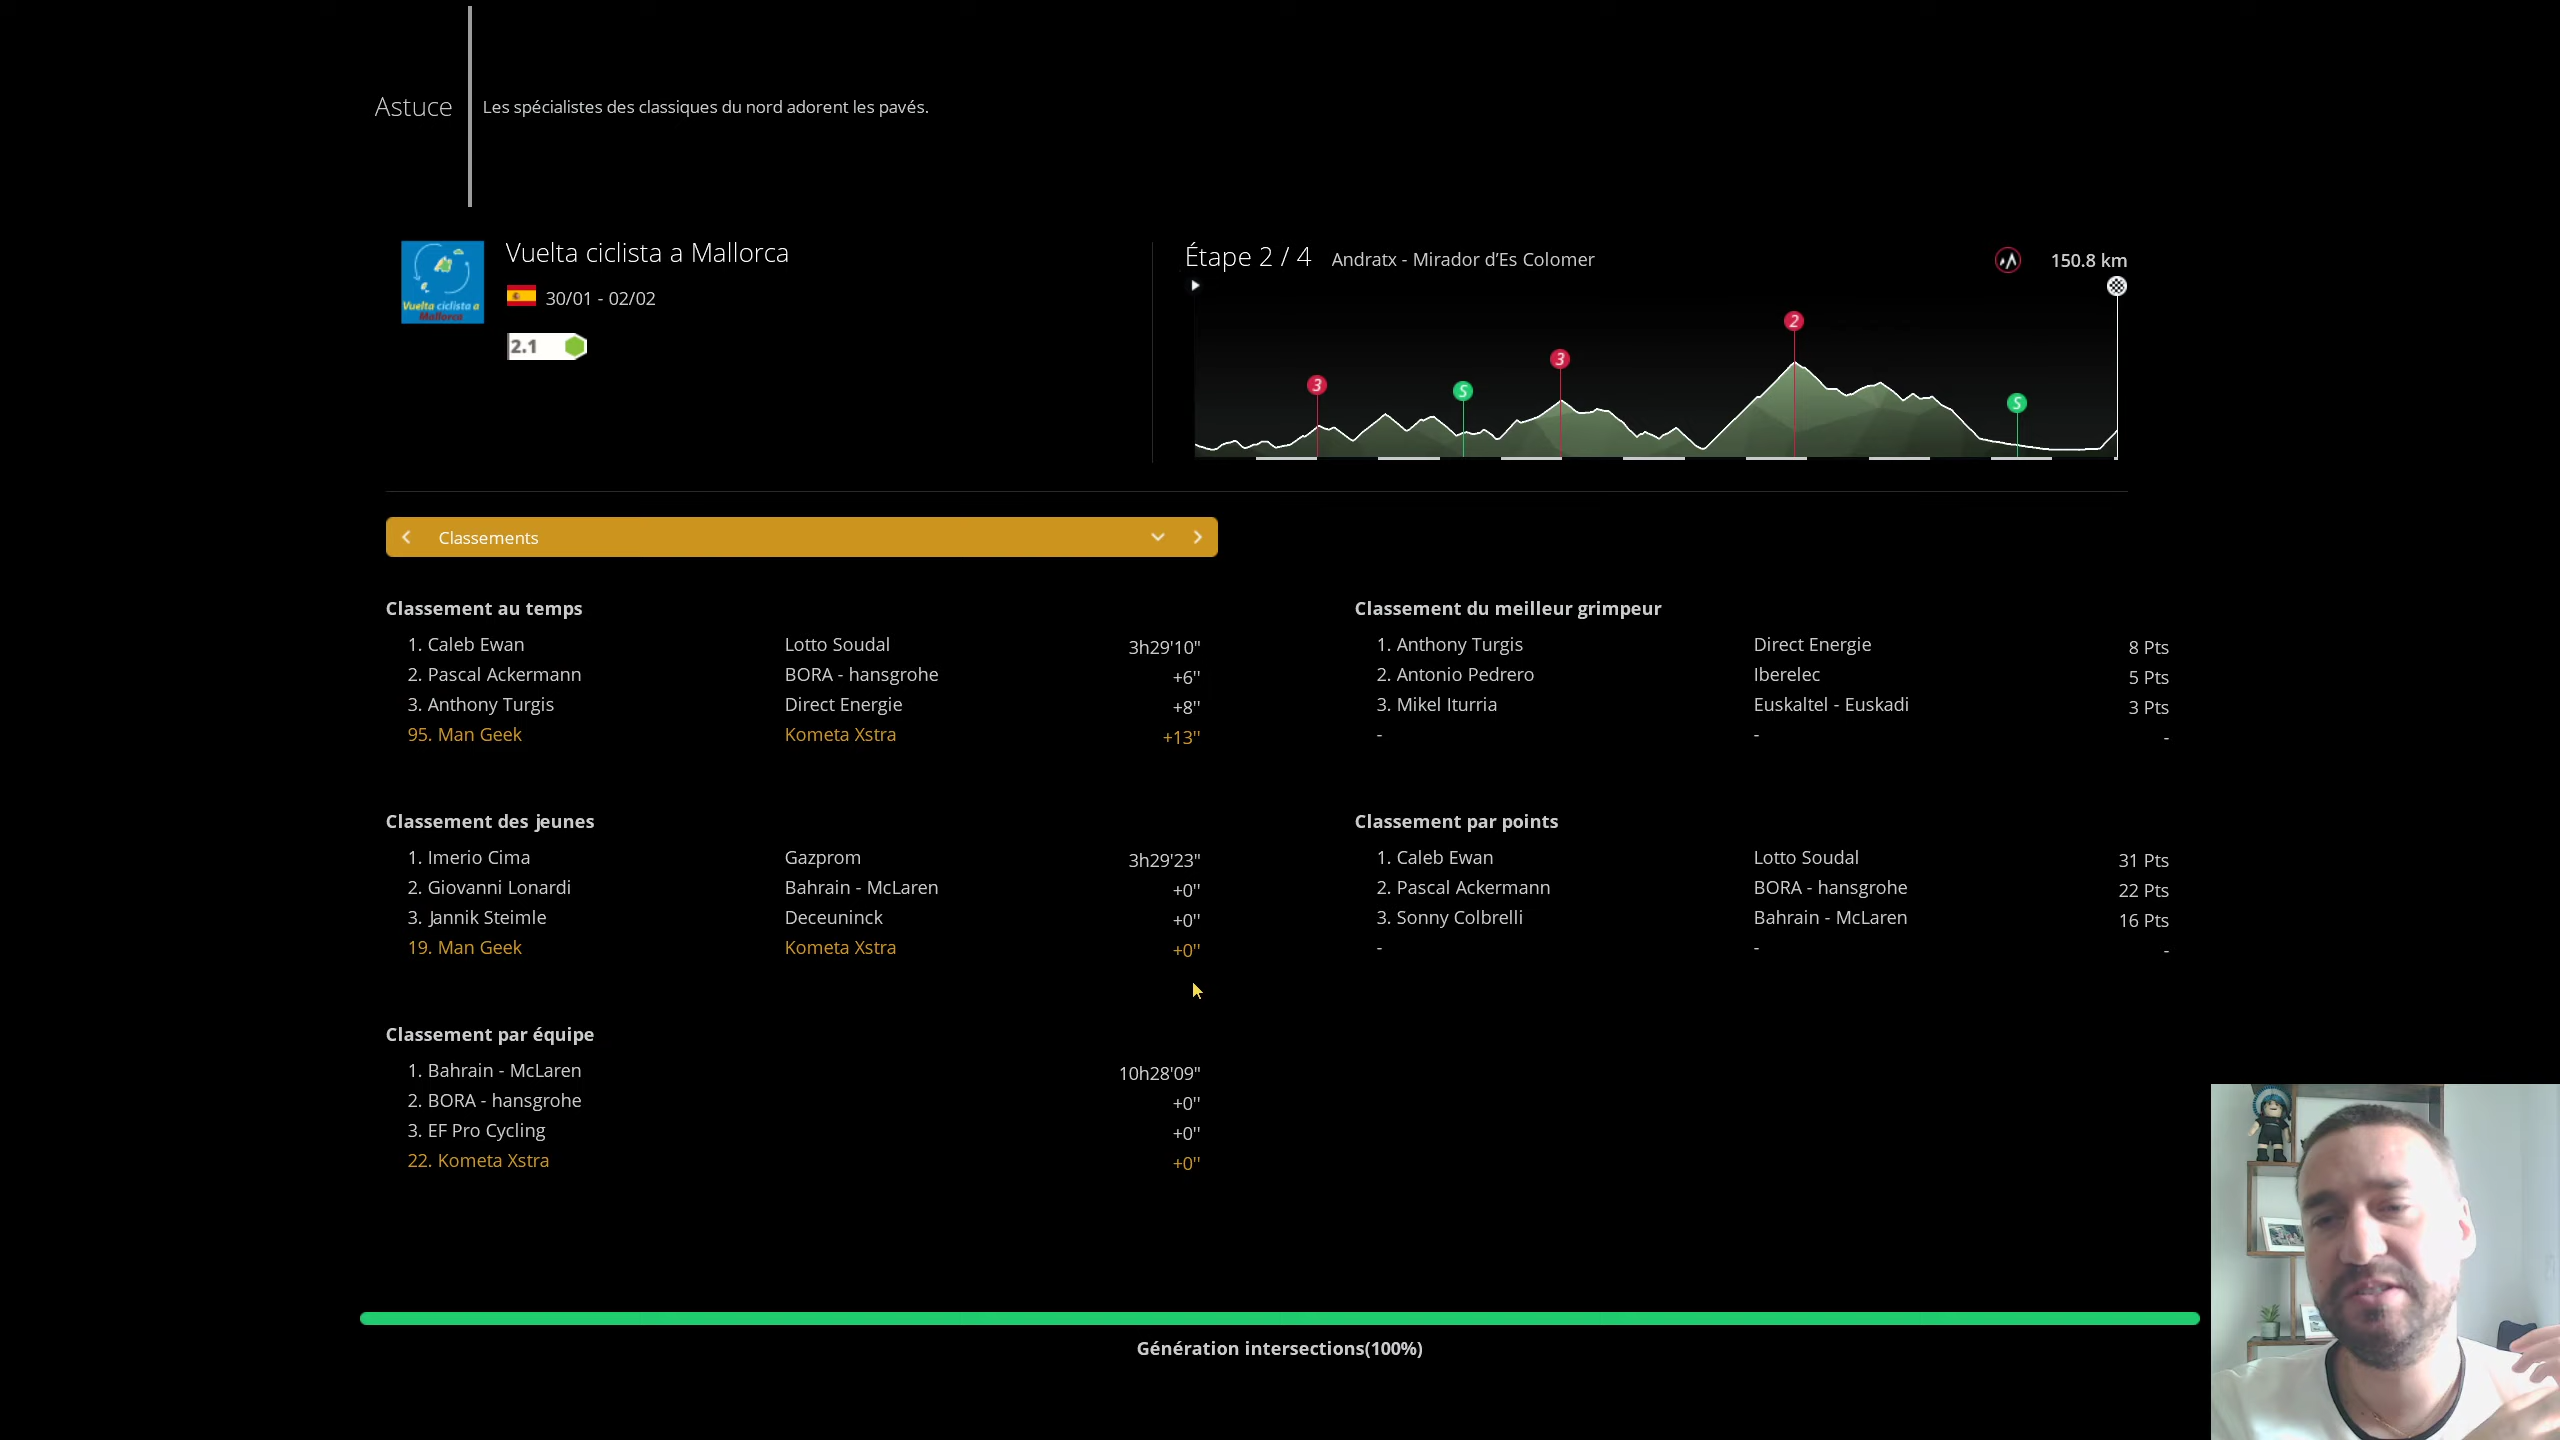 Astuce
Les spécialistes des classiques du nord adorent les pavés.
Vuelta ciclista a Mallorca
30/01 - 02/02
2.1
Vuelta ciclista a
Mallorca
Étape 2 / 4 Andratx - Mirador d’Es Colomer 150.8 km
3 S 3 2 S
Classements
Classement au temps
1. Caleb Ewan Lotto Soudal 3h29'10"
2. Pascal Ackermann BORA - hansgrohe +6''
3. Anthony Turgis Direct Energie +8''
95. Man Geek Kometa Xstra +13''
Classement du meilleur grimpeur
1. Anthony Turgis Direct Energie 8 Pts
2. Antonio Pedrero Iberelec 5 Pts
3. Mikel Iturria Euskaltel - Euskadi 3 Pts
- - -
Classement des jeunes
1. Imerio Cima Gazprom 3h29'23"
2. Giovanni Lonardi Bahrain - McLaren +0''
3. Jannik Steimle Deceuninck +0''
19. Man Geek Kometa Xstra +0''
Classement par points
1. Caleb Ewan Lotto Soudal 31 Pts
2. Pascal Ackermann BORA - hansgrohe 22 Pts
3. Sonny Colbrelli Bahrain - McLaren 16 Pts
- - -
Classement par équipe
1. Bahrain - McLaren 10h28'09"
2. BORA - hansgrohe +0''
3. EF Pro Cycling +0''
22. Kometa Xstra +0''
Génération intersections(100%)